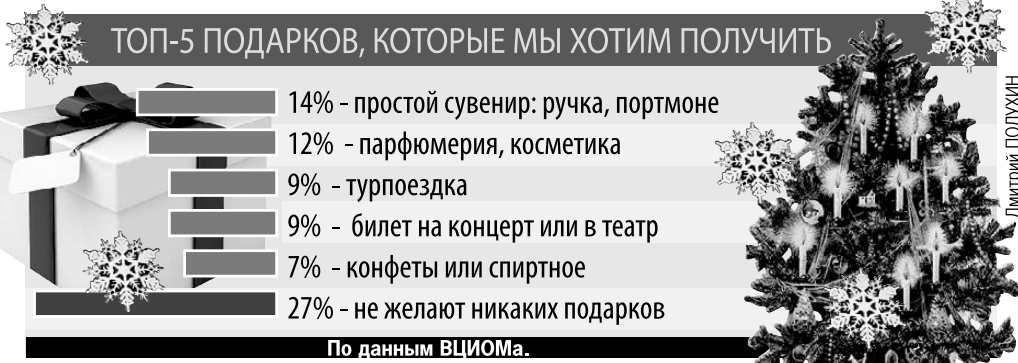 ТОП-5 ПОДАРКОВ, КОТОРЫЕ МЫ ХОТИМ ПОЛУЧИТЬ
14% - простой сувенир: ручка, портмоне
12% - парфюмерия, косметика
9% - турпоездка
9% - билет на концерт или в театр
7% - конфеты или спиртное
27% - не желают никаких подарков
По данным ВЦИОМа.
Дмитрий ПОЛУХИН